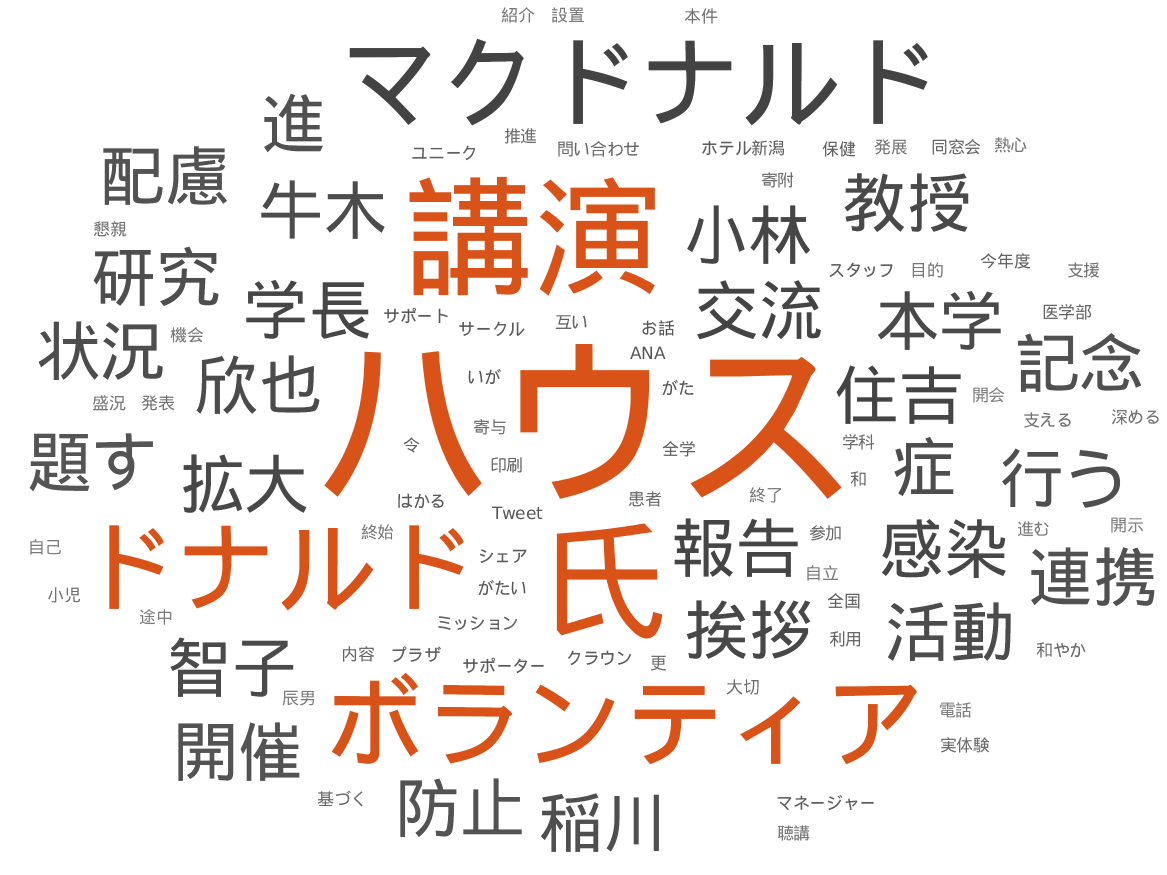 紹介 設置 本件
マクドナルド
進
推進
ユニーク 問い合わせ ホテル新潟 保健 発展 同窓会 熱心
配慮 牛木 講演 寄附 小林 教授
懇親
研究 スタッフ 目的 今年度 支援
学長 サポート サークル 互い お話 交流 本学 医学部
状況 機会 ANA 記念
欣也 ハウス いが がた 住吉 開会
盛況 発表 寄与 支える 深める
題す 拡大 令 全学 学科 症 行う
印刷 和
はかる Tweet 患者 終了
ドナルド 終始 氏 報告 参加 感染 進む 開示
自己 シェア 自立 連携
小児 がたい
途中 ミッション 挨拶 全国 利用 活動 和やか
智子 内容 プラザ サポーター クラウン 更
辰男 ボランティア 大切 電話
開催 実体験
基づく 防止 稲川 マネージャー
聴講